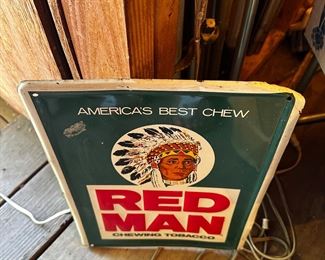 AMERICA'S BEST CHEW
RED
MAN
CHEWING TOBACCO